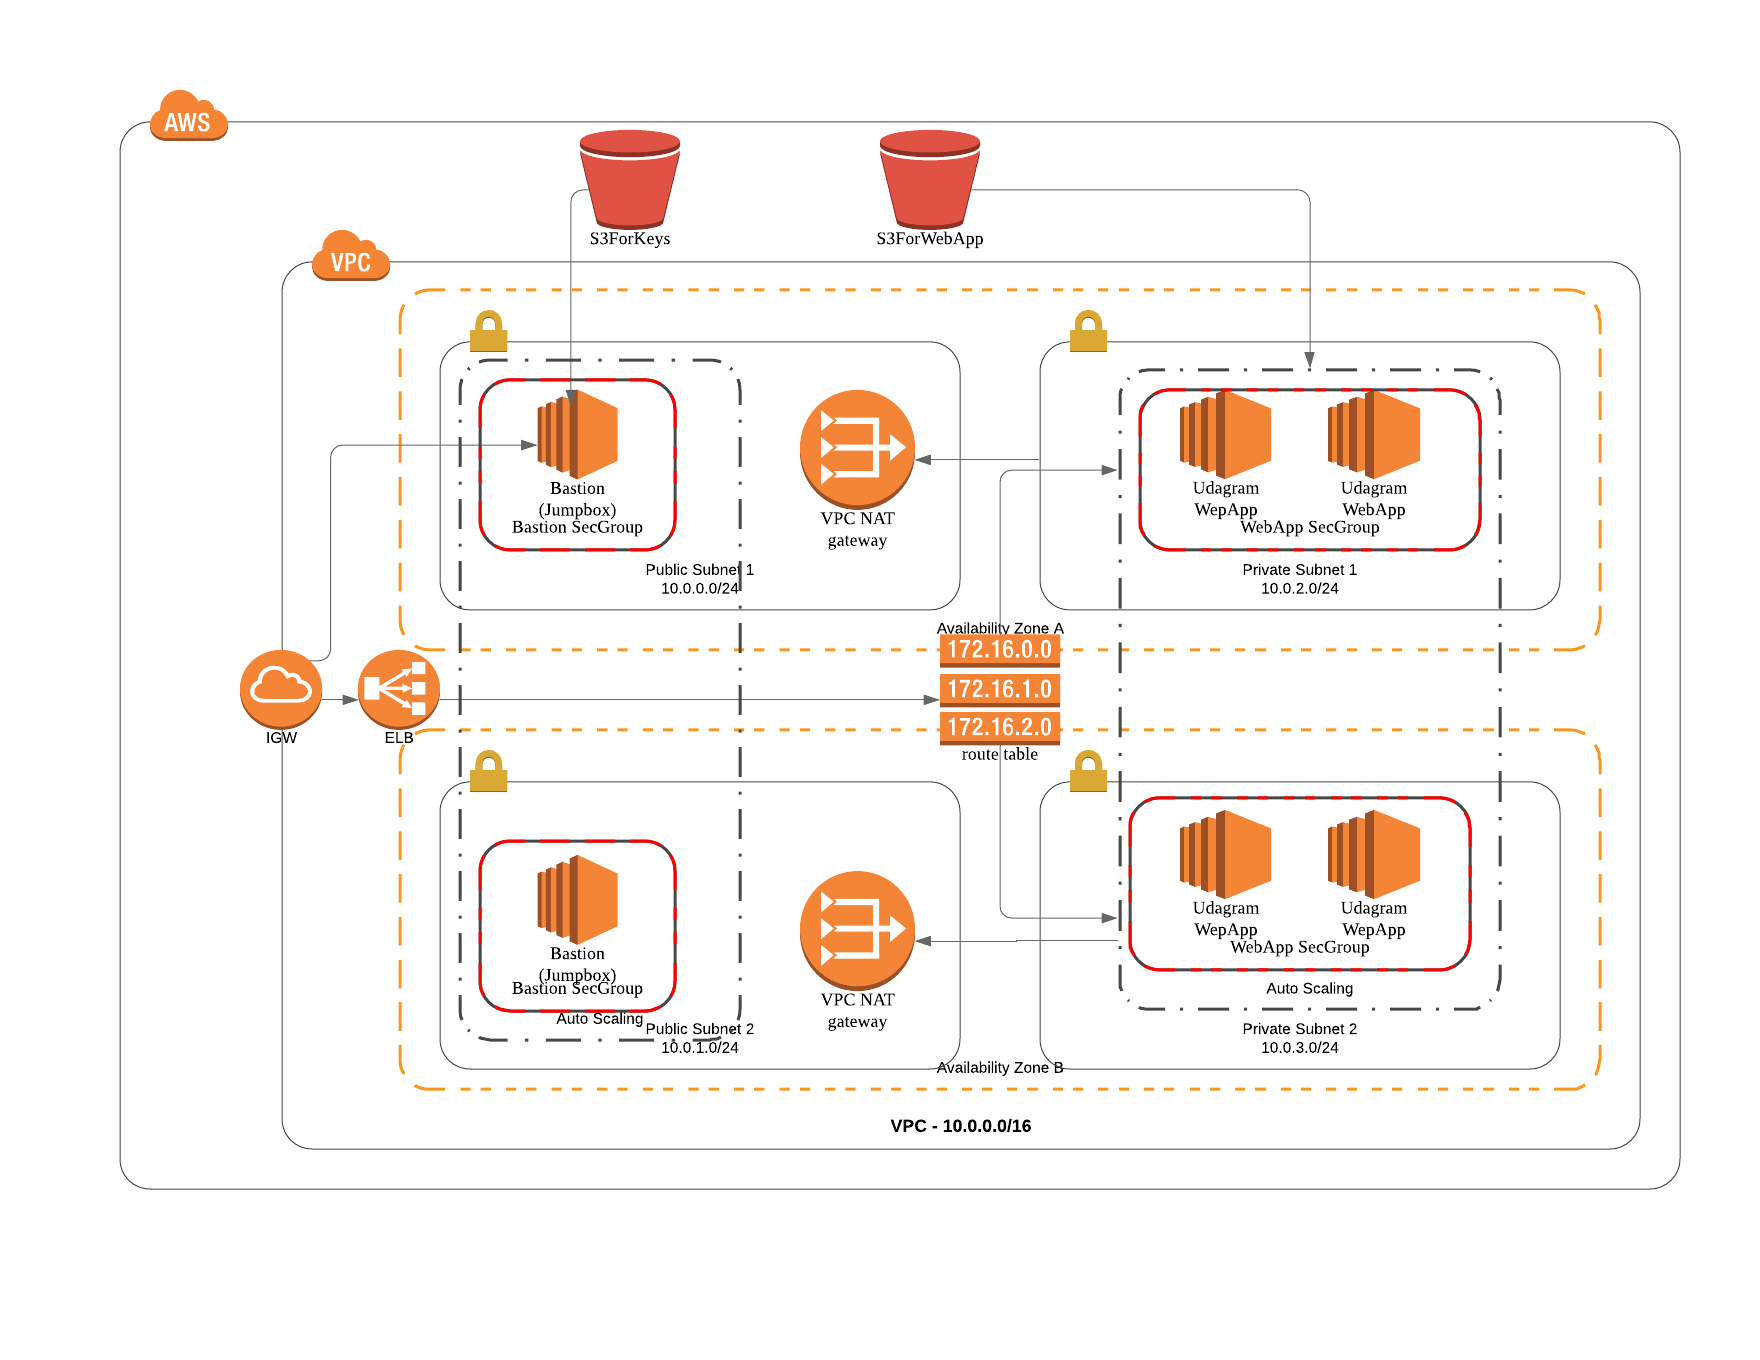 AWS
S3ForKeys
S3ForWebApp
VPC
Bastion
(Jumpbox)
Bastion SecGroup
VPC NAT
gateway
Public Subnet 1
10.0.0.0/24
Udagram
WepApp
Udagram
WebApp
WebApp SecGroup
Private Subnet 1
10.0.2.0/24
Availability Zone A
172.16.0.0
172.16.1.0
172.16.2.0
route table
IGW
ELB
Bastion
(Jumpbox)
Bastion SecGroup
Auto Scaling
Public Subnet 2
10.0.1.0/24
VPC NAT
gateway
Udagram
WepApp
Udagram
WepApp
WebApp SecGroup
Auto Scaling
Private Subnet 2
10.0.3.0/24
Availability Zone B
VPC - 10.0.0.0/16